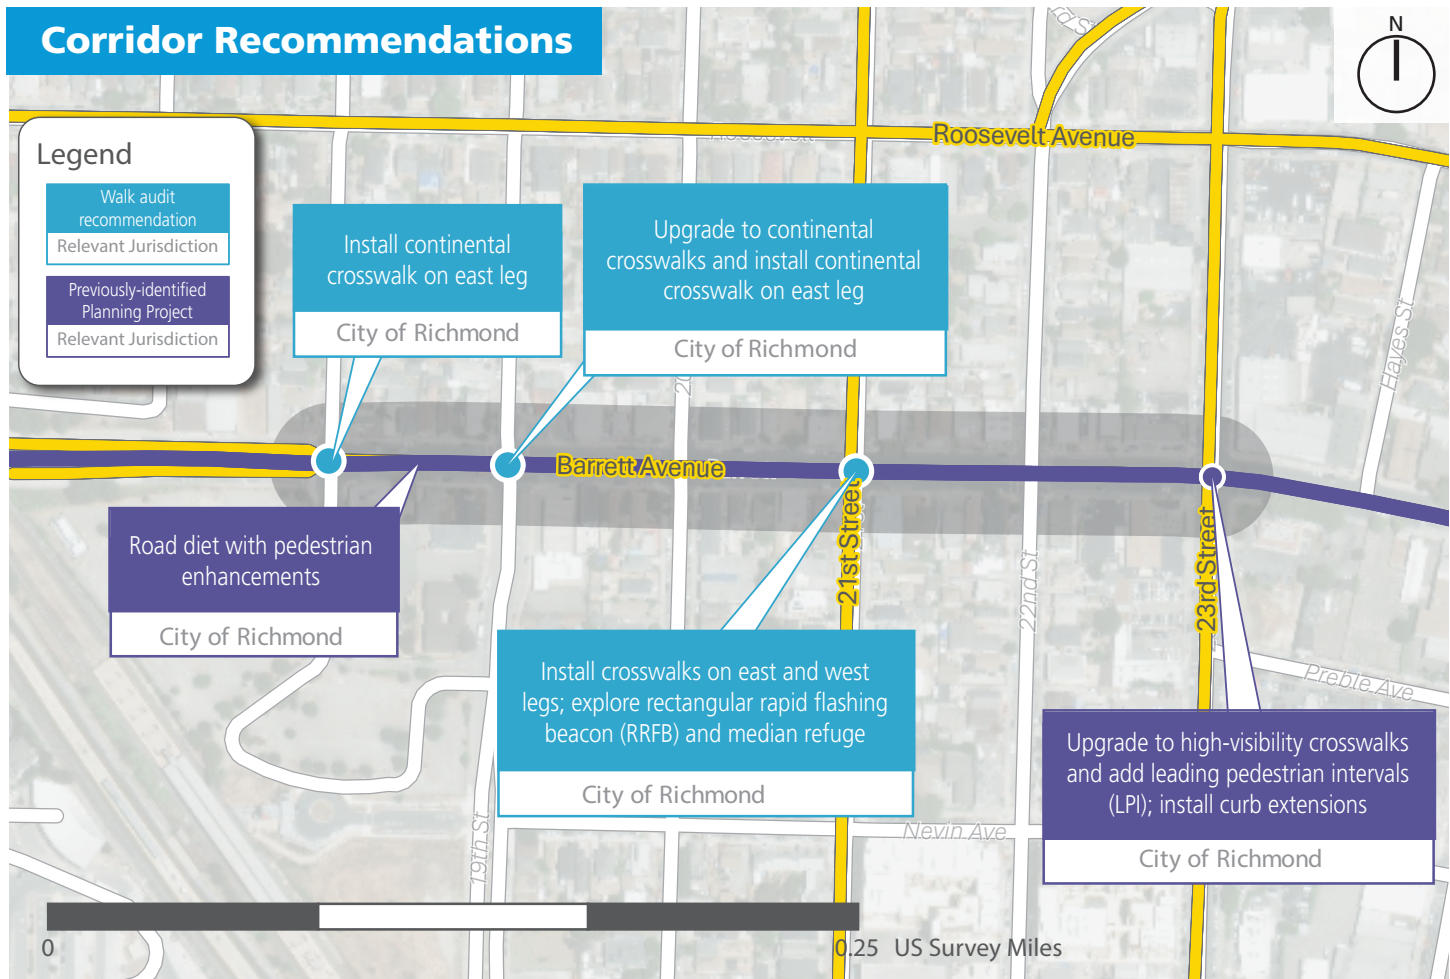 Corridor Recommendations
N
rd St
Roosevelt
Roosevelt Avenue
Legend
Walk audit
recommendation
Relevant Jurisdiction
Previously-identified
Planning Project
Relevant Jurisdiction
Install continental
crosswalk on east leg
City of Richmond
Upgrade to continental
crosswalks and install continental
crosswalk on east leg
City of Richmond
Hayes St
Barrett Avenue
21st Street
22nd St
23rd Street
Road diet with pedestrian
enhancements
City of Richmond
Install crosswalks on east and west
legs; explore rectangular rapid flashing
beacon (RRFB) and median refuge
City of Richmond
Preble Ave
Upgrade to high-visibility crosswalks
and add leading pedestrian intervals
(LPI); install curb extensions
City of Richmond
19th St
Nevin Ave
0
0.25 US Survey Miles